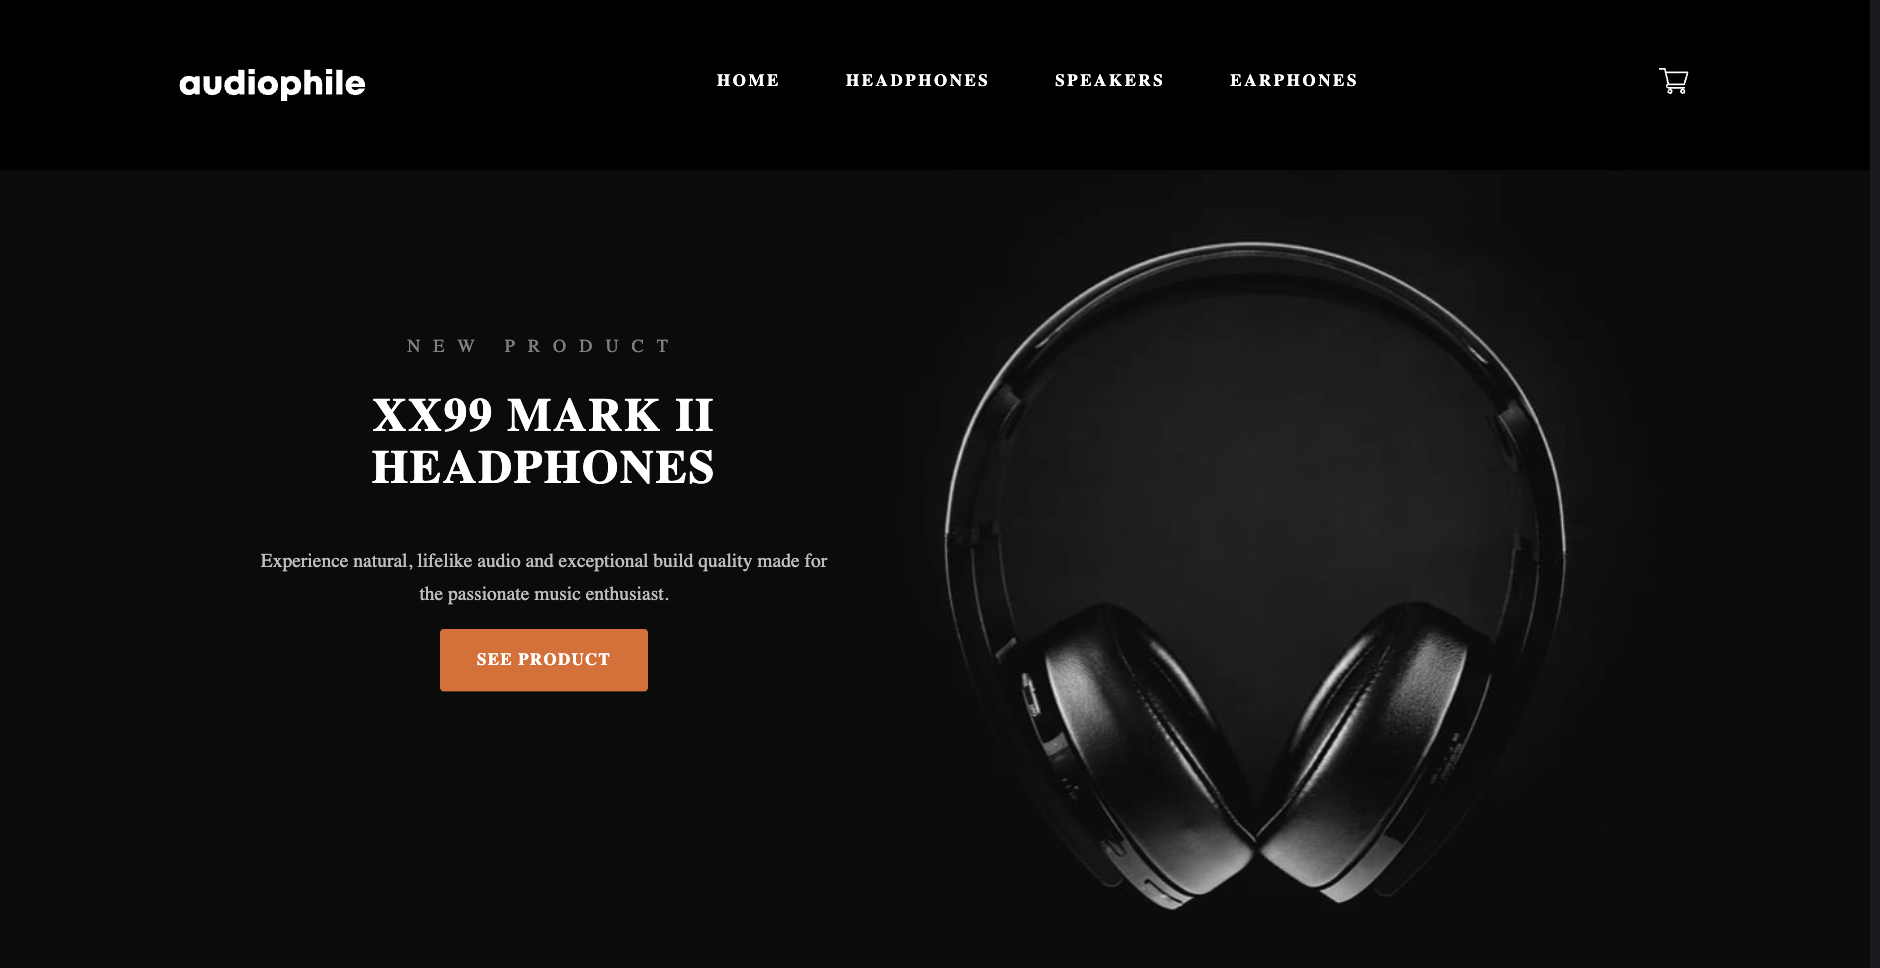 audiophile
HOME HEADPHONES SPEAKERS EARPHONES
NEW PRODUCT
XX99 MARK II
HEADPHONES
Experience natural, lifelike audio and exceptional build quality made for
the passionate music enthusiast.
SEE PRODUCT